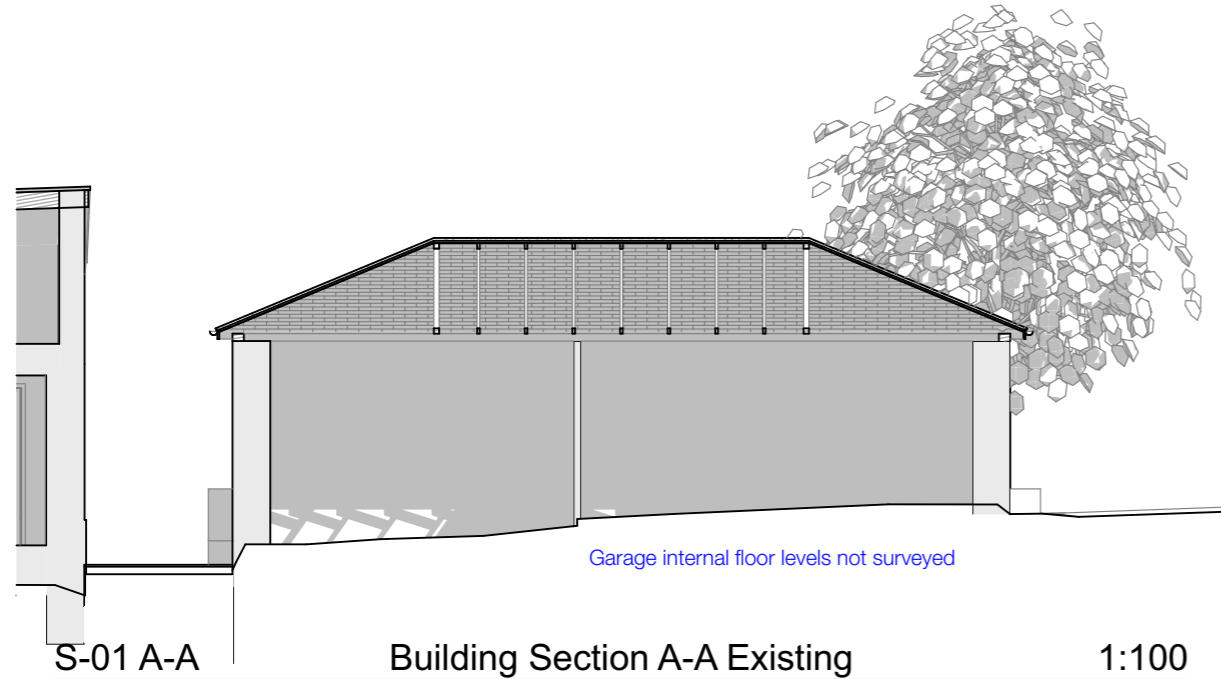 Garage internal floor levels not surveyed
S-01 A-A Building Section A-A Existing 1:100